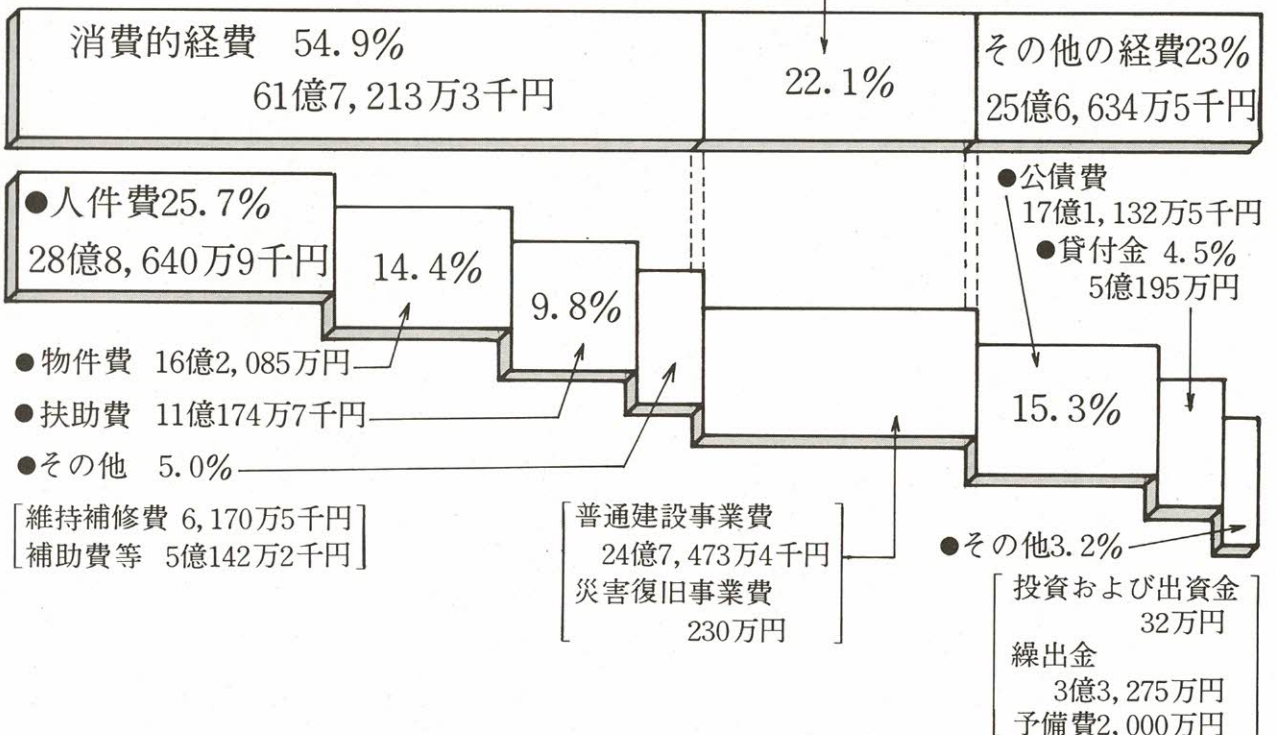 消費的経費 54.9%
61億7,213万3千円
22.1%
その他の経費23%
25億6,634万5千円
●人件費25.7%
28億8,640万9千円
14.4%
9.8%
●公債費
17億1,132万5千円
●貸付金 4.5%
5億195万円
15.3%
●物件費 16億2,085万円
●扶助費 11億174万7千円
●その他 5.0%
[維持補修費 6,170万5千円
補助費等 5億142万2千円]
普通建設事業費
24億7,473万4千円
災害復旧事業費
230万円
●その他3.2%
投資および出資金
32万円
繰出金
3億3,275万円
予備費2,000万円